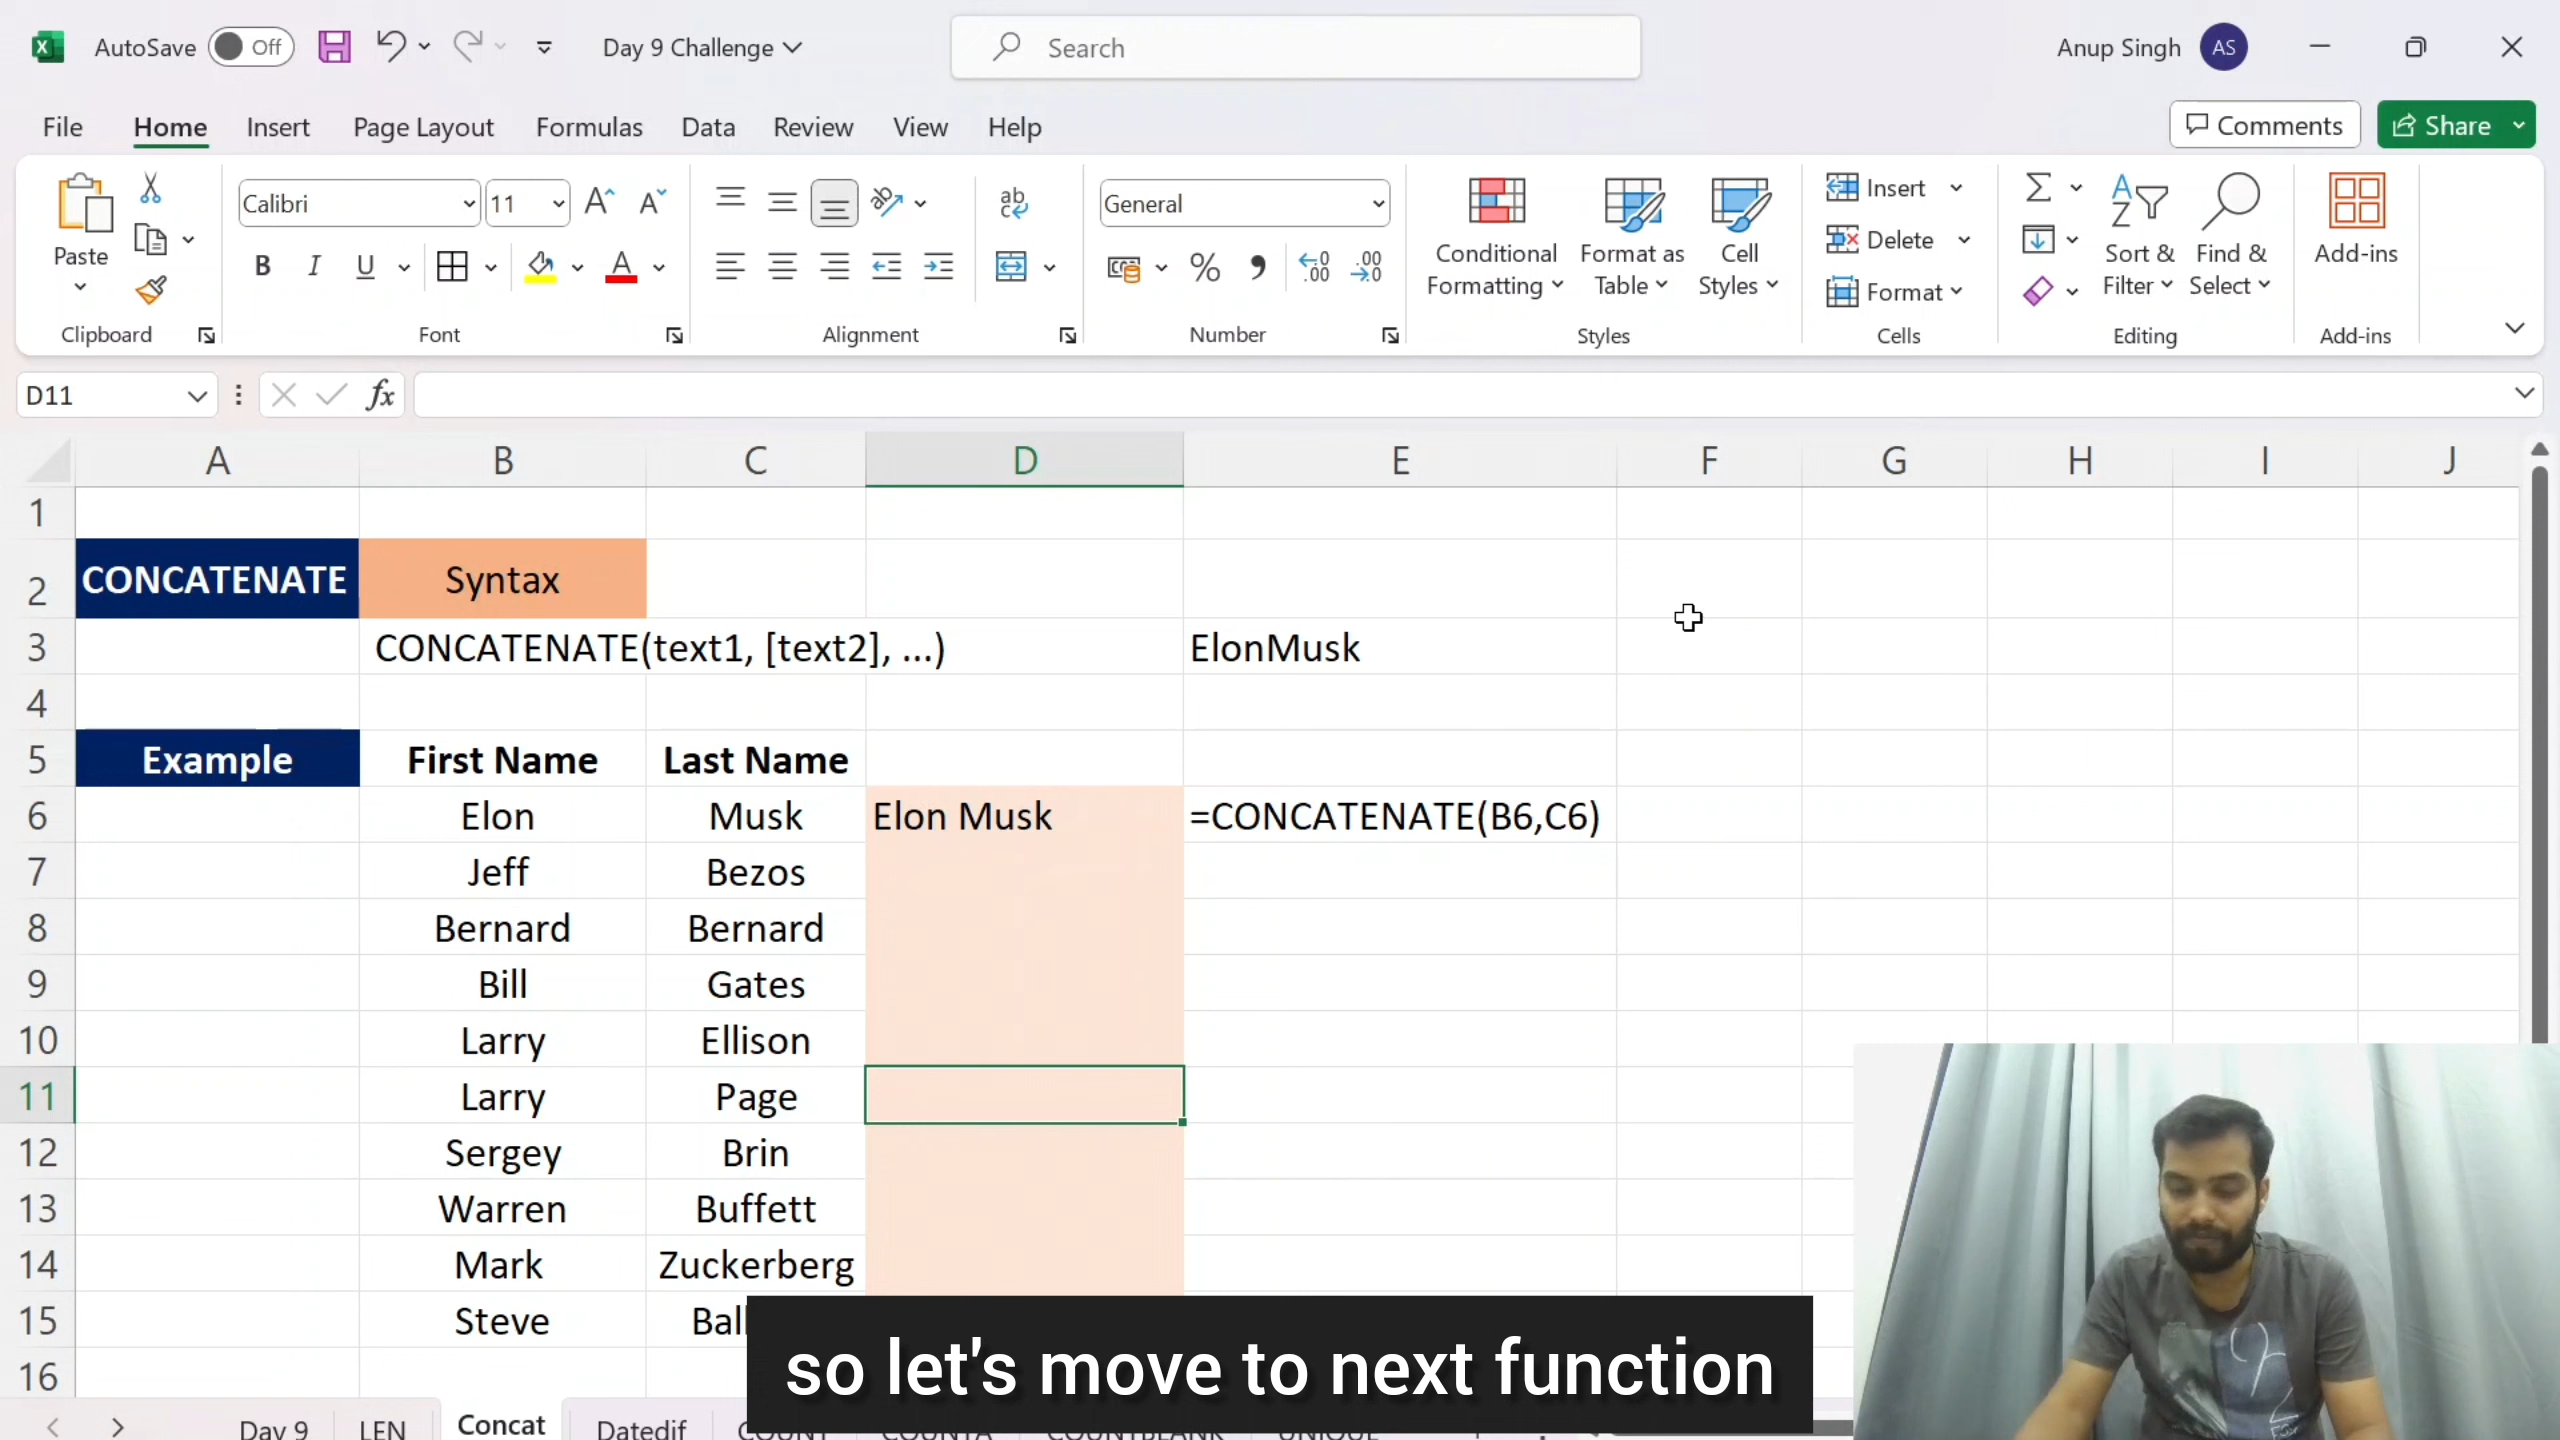 AutoSave Off Day 9 Challenge Search Anup Singh AS
File Home Insert Page Layout Formulas Data Review View Help Comments Share
Paste
Calibri 11
ab
General
Conditional Formatting
Format as Table
Cell Styles
Insert
Delete
Format
Sort & Filter
Find & Select
Add-ins
Clipboard Font Alignment Number Styles Cells Editing Add-ins
D11 fx
A B C D E F G H I J
1
2 CONCATENATE Syntax
3 CONCATENATE(text1, [text2], ...) ElonMusk
4
5 Example First Name Last Name
6 Elon Musk Elon Musk =CONCATENATE(B6,C6)
7 Jeff Bezos
8 Bernard Bernard
9 Bill Gates
10 Larry Ellison
11 Larry Page
12 Sergey Brin
13 Warren Buffett
14 Mark Zuckerberg
15 Steve
16
so let's move to next function
Day 9 LEN Concat Datedif